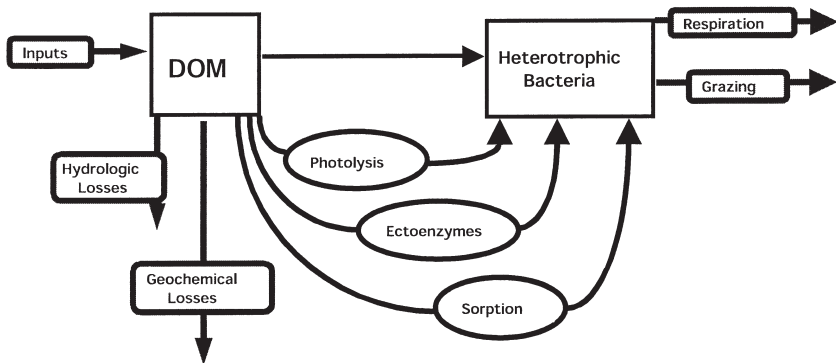 Inputs
DOM
Heterotrophic
Bacteria
Respiration
Grazing
Hydrologic
Losses
Photolysis
Ectoenzymes
Geochemical
Losses
Sorption